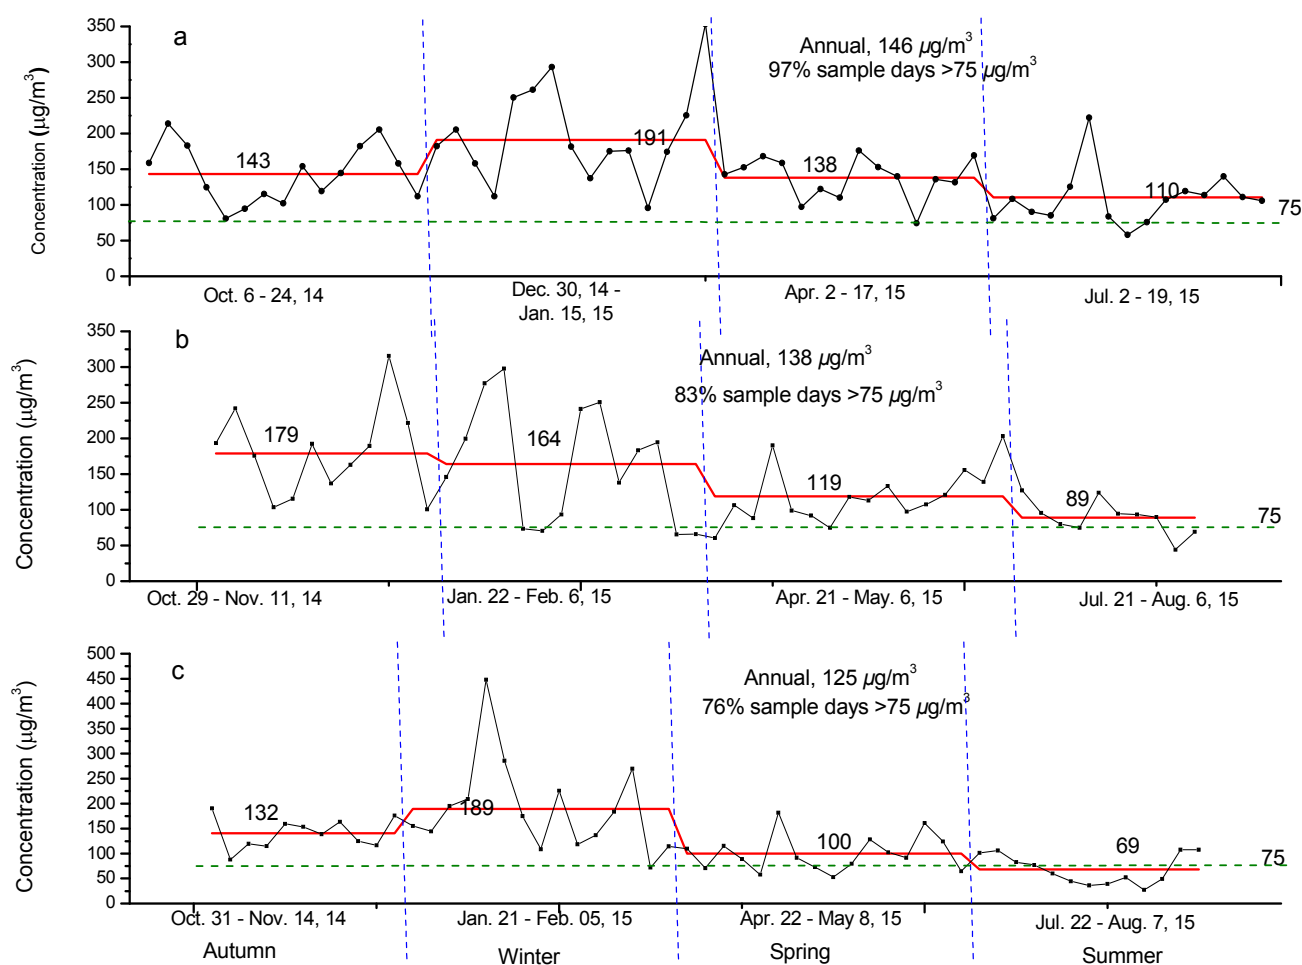 a
Annual, 146 µg/m³
97% sample days >75 µg/m³
Concentration (µg/m³)
350
300
250
200
150
100
50
0
143
191
138
110
75
Oct. 6 - 24, 14
Dec. 30, 14 -
Jan. 15, 15
Apr. 2 - 17, 15
Jul. 2 - 19, 15
b
Annual, 138 µg/m³
83% sample days >75 µg/m³
Concentration (µg/m³)
350
300
250
200
150
100
50
0
179
164
119
89
75
Oct. 29 - Nov. 11, 14
Jan. 22 - Feb. 6, 15
Apr. 21 - May. 6, 15
Jul. 21 - Aug. 6, 15
c
Annual, 125 µg/m³
76% sample days >75 µg/m³
Concentration (µg/m³)
500
450
400
350
300
250
200
150
100
50
0
132
189
100
69
75
Oct. 31 - Nov. 14, 14
Jan. 21 - Feb. 05, 15
Apr. 22 - May 8, 15
Jul. 22 - Aug. 7, 15
Autumn
Winter
Spring
Summer